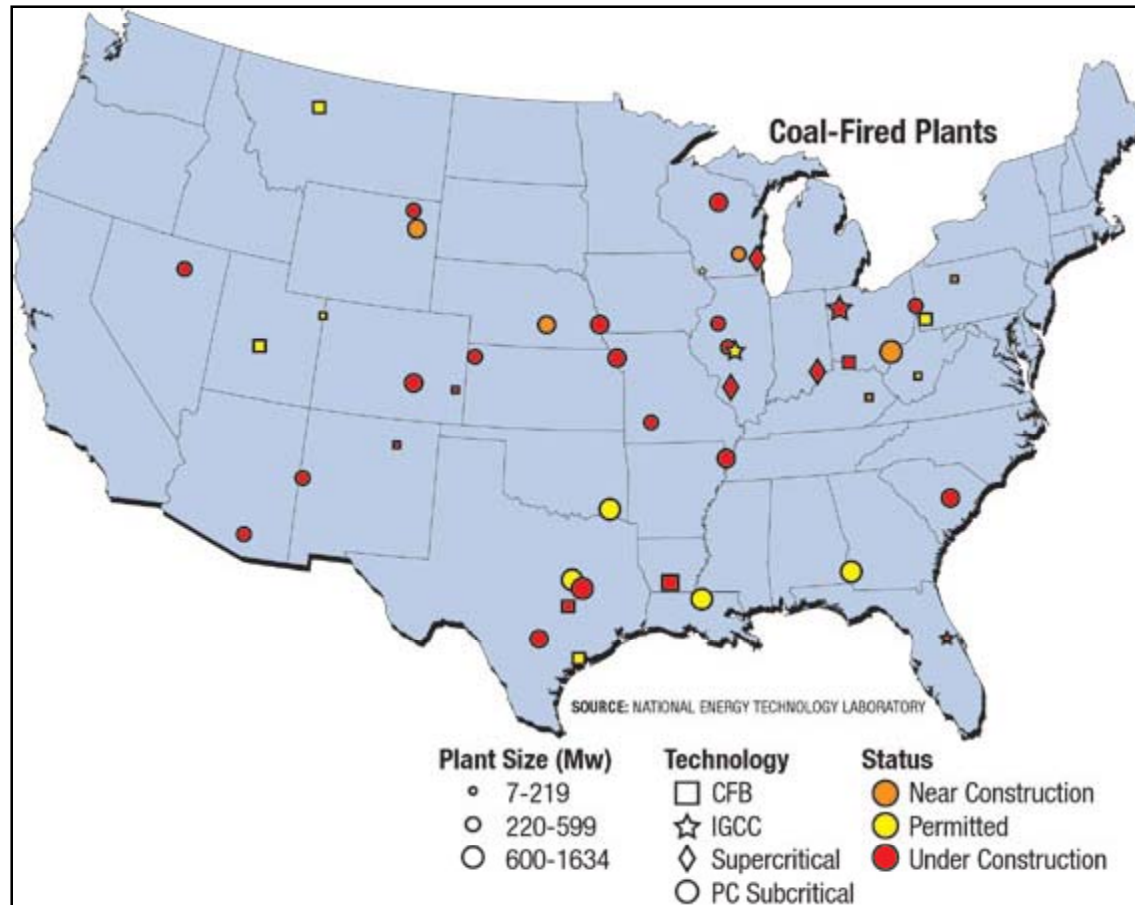 Coal-Fired Plants
SOURCE: NATIONAL ENERGY TECHNOLOGY LABORATORY
Plant Size (Mw)
7-219
220-599
600-1634
Technology
CFB
IGCC
Supercritical
PC Subcritical
Status
Near Construction
Permitted
Under Construction